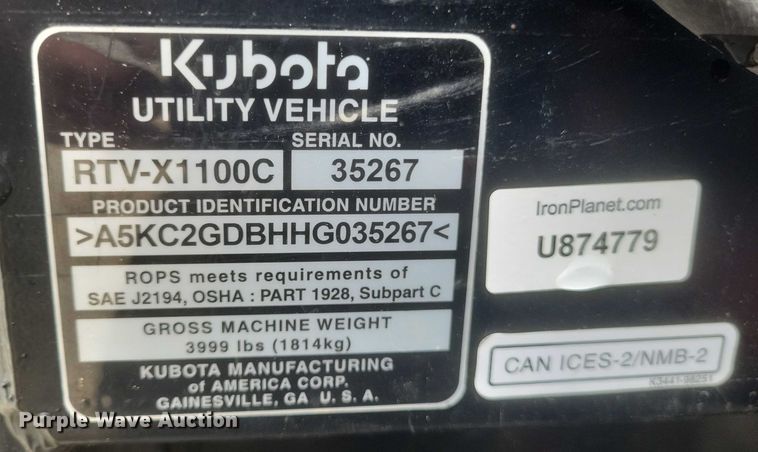 Kubota
UTILITY VEHICLE
TYPE SERIAL NO.
RTV-X1100C 35267
PRODUCT IDENTIFICATION NUMBER
>A5KC2GDBHHG035267<
ROPS meets requirements of
SAE J2194, OSHA : PART 1928, Subpart C
GROSS MACHINE WEIGHT
3999 lbs (1814kg)
KUBOTA MANUFACTURING
of AMERICA CORP.
GAINESVILLE, GA U. S. A.
IronPlanet.com
U874779
CAN ICES-2/NMB-2
K3441-98251
Purple Wave Auction